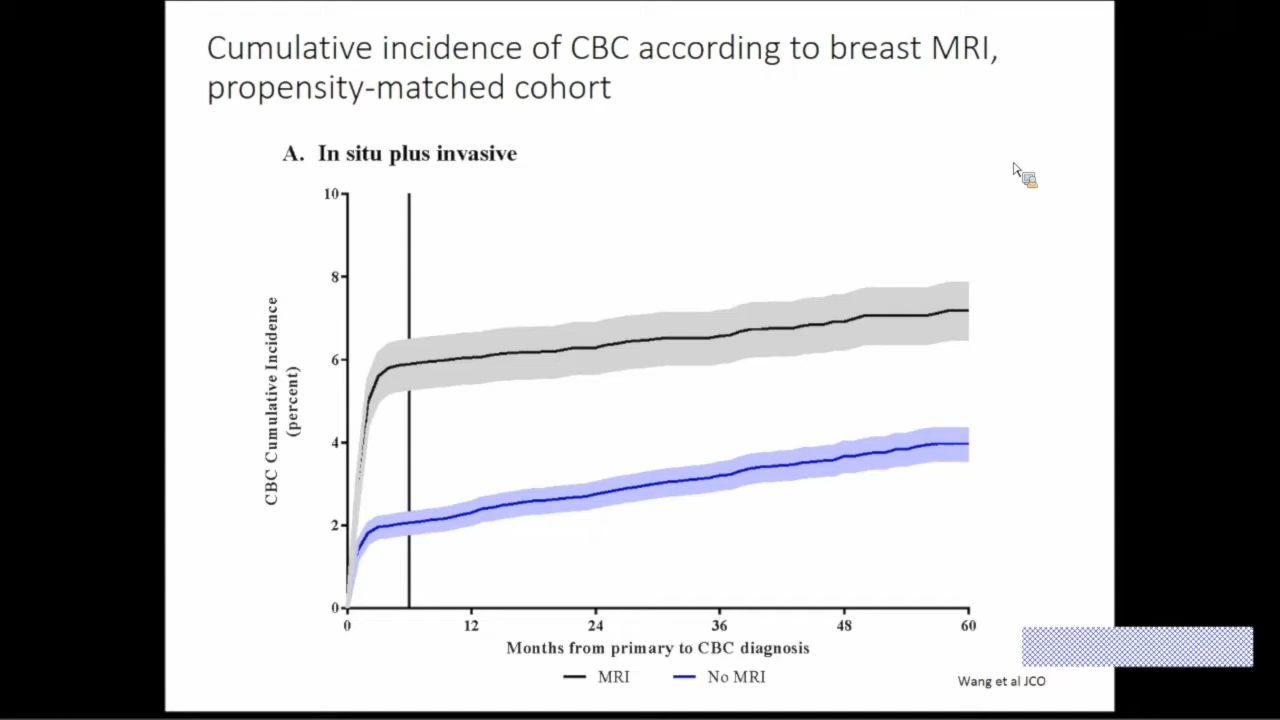 Cumulative incidence of CBC according to breast MRI,
propensity-matched cohort
A. In situ plus invasive
10
8
6
4
2
0
CBC Cumulative Incidence
(percent)
0 12 24 36 48 60
Months from primary to CBC diagnosis
MRI No MRI
Wang et al JCO